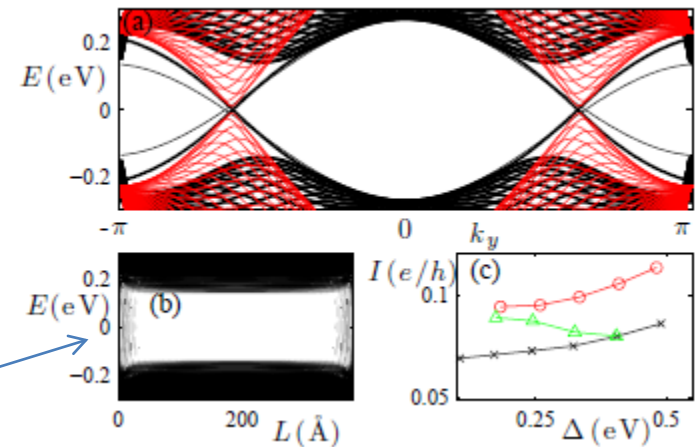 (a)
0.2
E (eV)
0
−0.2
-π 0 k_y π
0.2
E (eV)
0
−0.2
(b)
0 200 L (Å)
I (e/h)
(c)
0.1
0.05
0.25 Δ (eV) 0.5